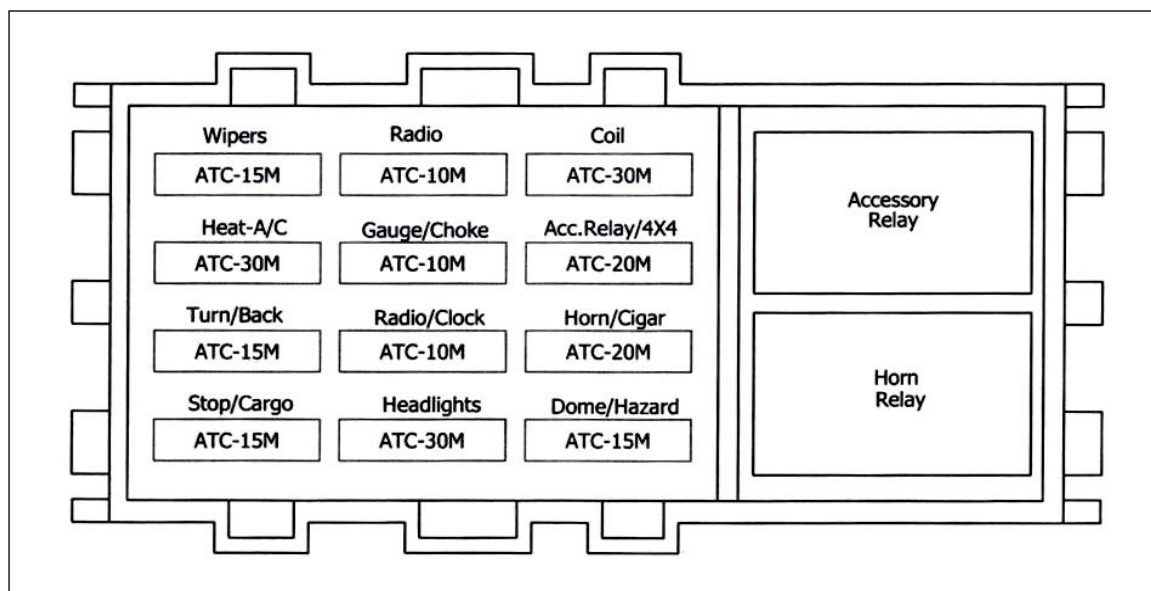 Wipers Radio Coil
ATC-15M ATC-10M ATC-30M
Heat-A/C Gauge/Choke Acc.Relay/4X4
ATC-30M ATC-10M ATC-20M
Turn/Back Radio/Clock Horn/Cigar
ATC-15M ATC-10M ATC-20M
Stop/Cargo Headlights Dome/Hazard
ATC-15M ATC-30M ATC-15M
Accessory
Relay
Horn
Relay